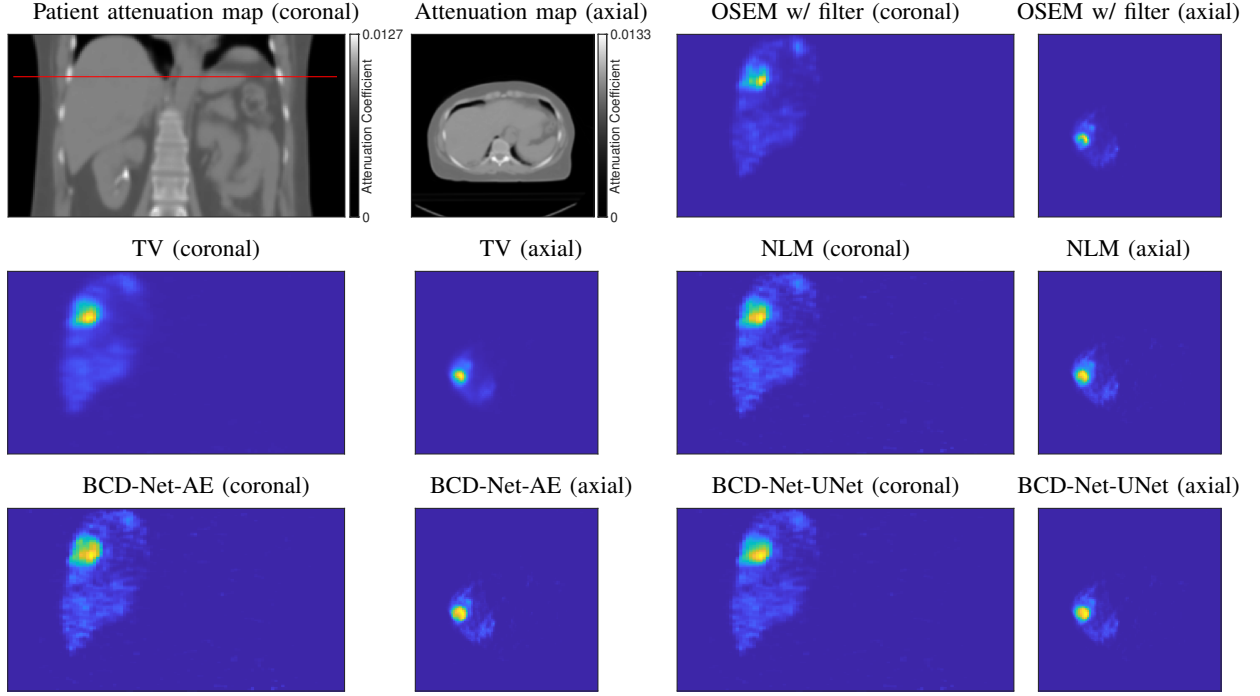 Patient attenuation map (coronal)
Attenuation map (axial)
OSEM w/ filter (coronal)
OSEM w/ filter (axial)
0.0127
Attenuation Coefficient
0
0.0133
Attenuation Coefficient
0
TV (coronal)
TV (axial)
NLM (coronal)
NLM (axial)
BCD-Net-AE (coronal)
BCD-Net-AE (axial)
BCD-Net-UNet (coronal)
BCD-Net-UNet (axial)